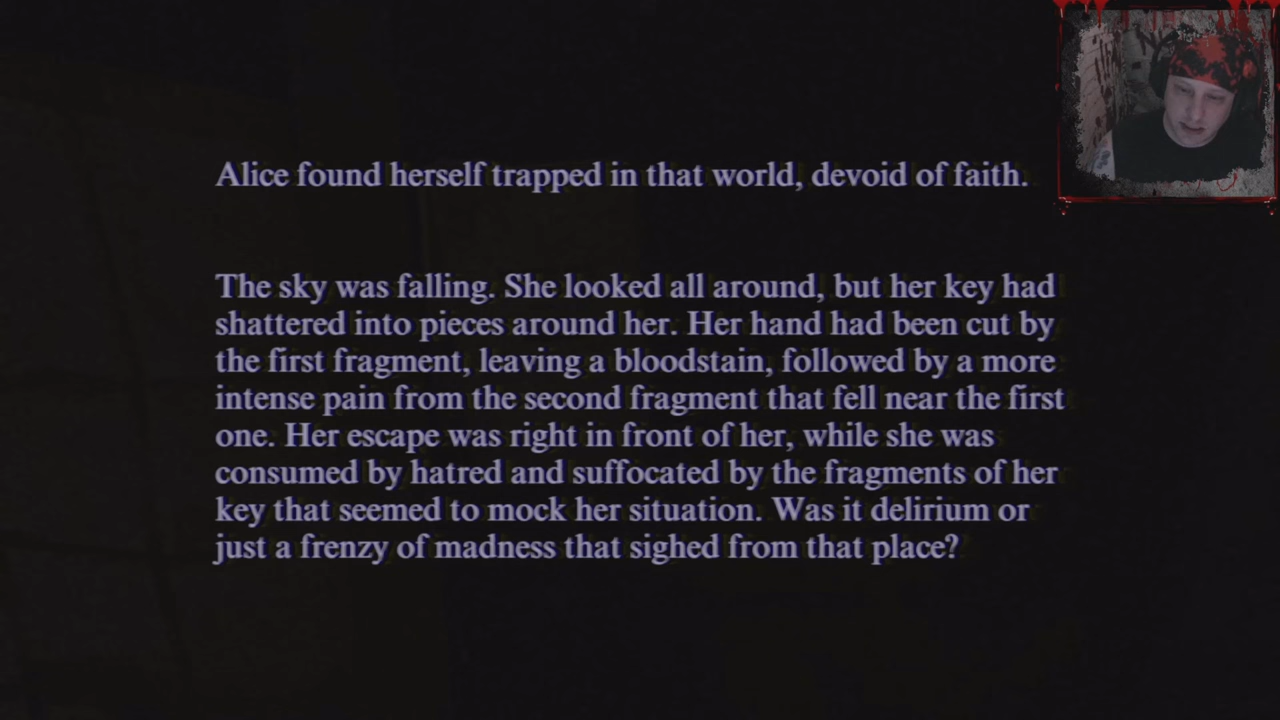 Alice found herself trapped in that world, devoid of faith.
The sky was falling. She looked all around, but her key had
shattered into pieces around her. Her hand had been cut by
the first fragment, leaving a bloodstain, followed by a more
intense pain from the second fragment that fell near the first
one. Her escape was right in front of her, while she was
consumed by hatred and suffocated by the fragments of her
key that seemed to mock her situation. Was it delirium or
just a frenzy of madness that sighed from that place?